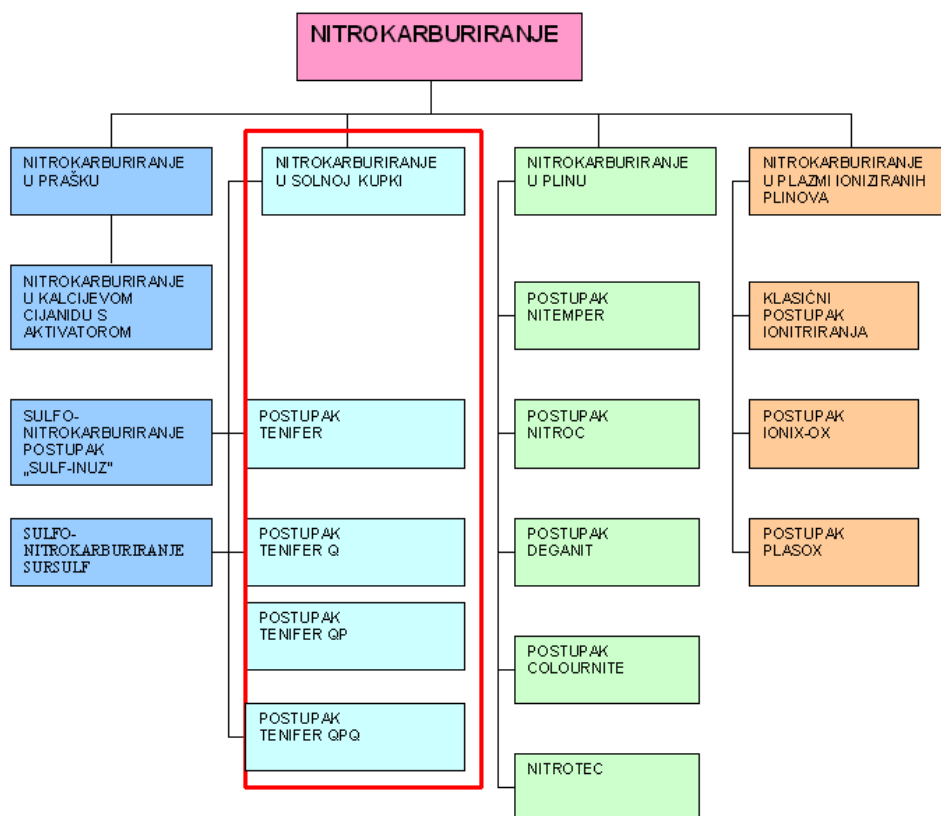 NITROKARBURIRANJE
NITROKARBURIRANJE
U PRAŠKU
NITROKARBURIRANJE
U SOLNOJ KUPKI
NITROKARBURIRANJE
U PLINU
NITROKARBURIRANJE
U PLAZMI IONIZIRANIH
PLINOVA
NITROKARBURIRANJE
U KALCIJEVOM
CIJANIDU S
AKTIVATOROM
POSTUPAK
NITEMPER
KLASIČNI
POSTUPAK
IONITRIRANJA
SULFO-
NITROKARBURIRANJE
POSTUPAK
„SULF-INUZ"
POSTUPAK
TENIFER
POSTUPAK
NITROC
POSTUPAK
IONIX-OX
SULFO-
NITROKARBURIRANJE
SURSULF
POSTUPAK
TENIFER Q
POSTUPAK
DEGANIT
POSTUPAK
PLASOX
POSTUPAK
TENIFER QP
POSTUPAK
COLOURNITE
POSTUPAK
TENIFER QPQ
NITROTEC